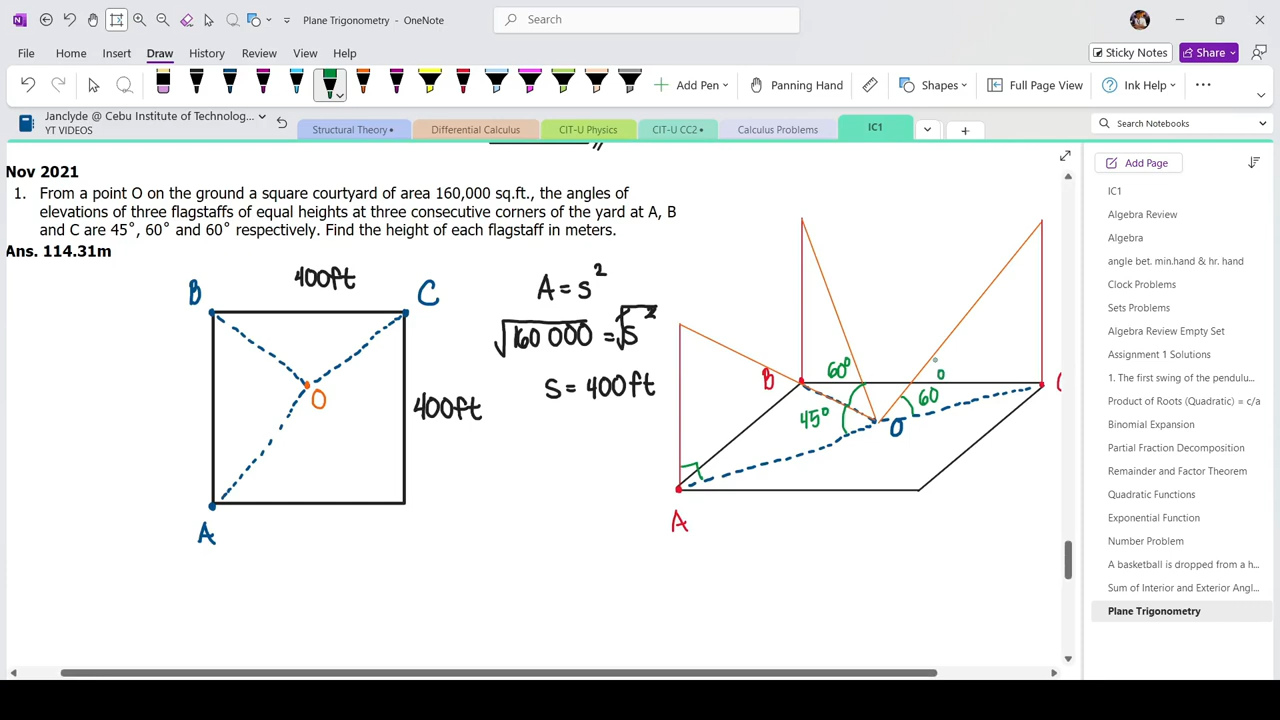 Plane Trigonometry - OneNote
Search
File Home Insert Draw History Review View Help
Sticky Notes
Share
Add Pen
Panning Hand
Shapes
Full Page View
Ink Help
Janclyde @ Cebu Institute of Technolog...
YT VIDEOS
Structural Theory
Differential Calculus
CIT-U Physics
CIT-U CC2
Calculus Problems
IC1
Search Notebooks
Add Page
IC1
Algebra Review
Algebra
angle bet. min.hand & hr. hand
Clock Problems
Sets Problems
Algebra Review Empty Set
Assignment 1 Solutions
1. The first swing of the pendulu...
Product of Roots (Quadratic) = c/a
Binomial Expansion
Partial Fraction Decomposition
Remainder and Factor Theorem
Quadratic Functions
Exponential Function
Number Problem
A basketball is dropped from a h...
Sum of Interior and Exterior Angl...
Plane Trigonometry
Nov 2021
1. From a point O on the ground a square courtyard of area 160,000 sq.ft., the angles of
elevations of three flagstaffs of equal heights at three consecutive corners of the yard at A, B
and C are 45°, 60° and 60° respectively. Find the height of each flagstaff in meters.
Ans. 114.31m
400ft
B
C
O
400ft
A
A = s²
√160 000 = √s²
s = 400ft
B
60°
45°
60°
O
A